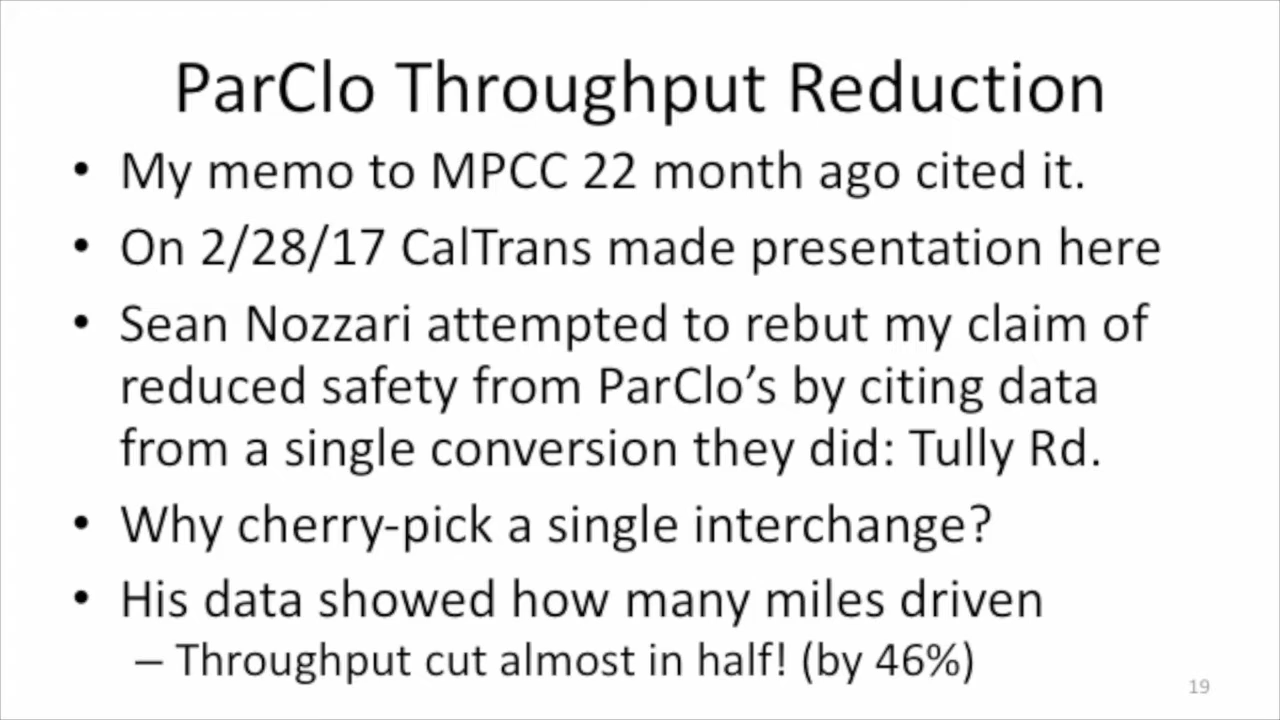 ParClo Throughput Reduction
• My memo to MPCC 22 month ago cited it.
• On 2/28/17 CalTrans made presentation here
• Sean Nozzari attempted to rebut my claim of
reduced safety from ParClo’s by citing data
from a single conversion they did: Tully Rd.
• Why cherry-pick a single interchange?
• His data showed how many miles driven
– Throughput cut almost in half! (by 46%)
19